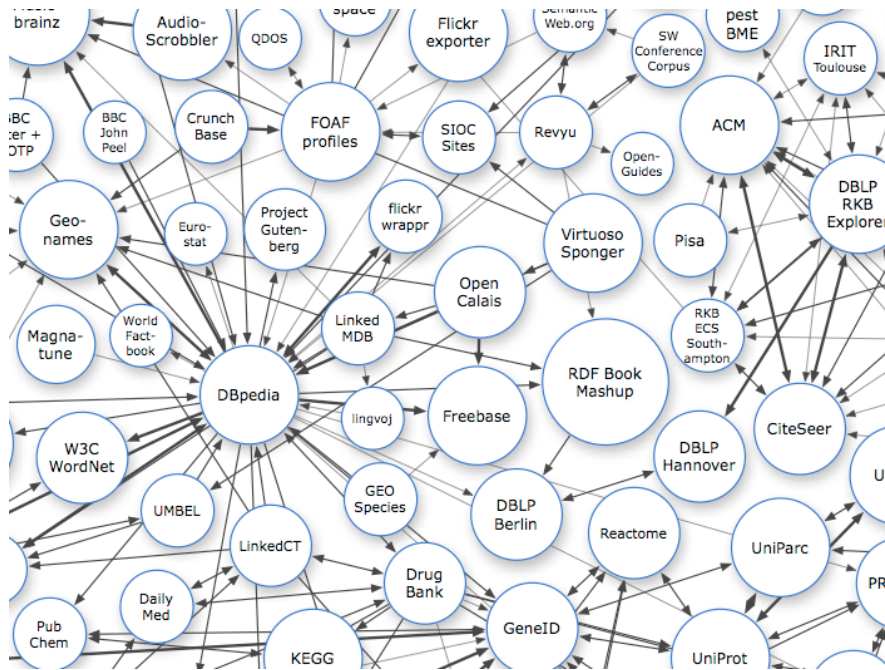 brainz
Audio-
Scrobbler
QDOS
space
Flickr
exporter
Semantic
Web.org
SW
Conference
Corpus
pest
BME
IRIT
Toulouse
BBC
OTP
BBC
John
Peel
Crunch
Base
FOAF
profiles
SIOC
Sites
Revyu
Open-
Guides
ACM
DBLP
RKB
Explorer
Geo-
names
Euro-
stat
Project
Guten-
berg
flickr
wrappr
Virtuoso
Sponger
Pisa
Open
Calais
Magna-
tune
World
Fact-
book
Linked
MDB
RKB
ECS
South-
ampton
DBpedia
lingvoj
Freebase
RDF Book
Mashup
CiteSeer
W3C
WordNet
DBLP
Hannover
UMBEL
GEO
Species
DBLP
Berlin
Reactome
LinkedCT
UniParc
Drug
Bank
Daily
Med
Pub
Chem
KEGG
GeneID
UniProt